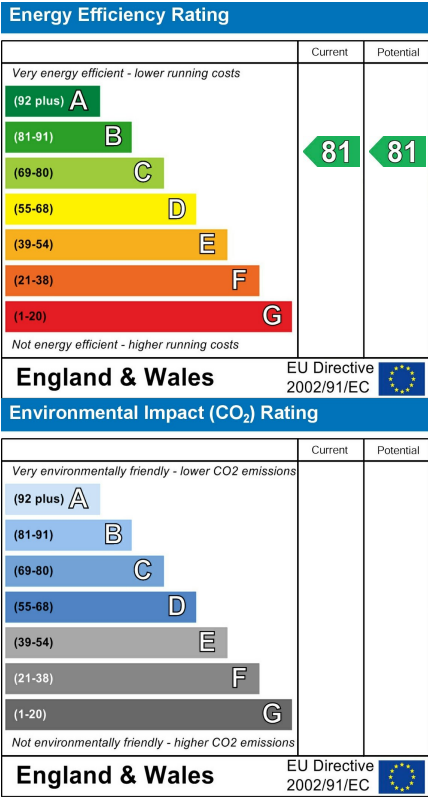 Energy Efficiency Rating
Current Potential
Very energy efficient - lower running costs
(92 plus) A
(81-91) B
81 81
(69-80) C
(55-68) D
(39-54) E
(21-38) F
(1-20) G
Not energy efficient - higher running costs
England & Wales
EU Directive
2002/91/EC
Environmental Impact (CO₂) Rating
Current Potential
Very environmentally friendly - lower CO2 emissions
(92 plus) A
(81-91) B
(69-80) C
(55-68) D
(39-54) E
(21-38) F
(1-20) G
Not environmentally friendly - higher CO2 emissions
England & Wales
EU Directive
2002/91/EC